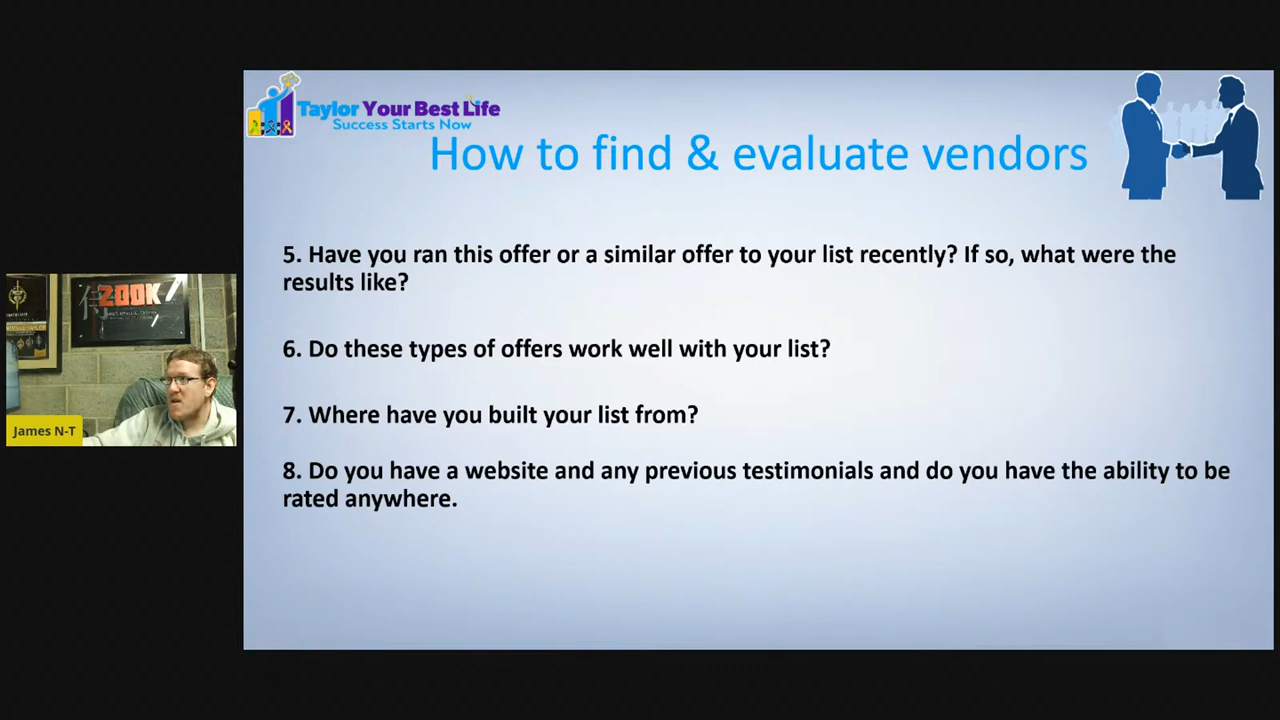 Taylor Your Best Life
Success Starts Now
How to find & evaluate vendors
5. Have you ran this offer or a similar offer to your list recently? If so, what were the
results like?
6. Do these types of offers work well with your list?
7. Where have you built your list from?
8. Do you have a website and any previous testimonials and do you have the ability to be
rated anywhere.
200K
James N-T